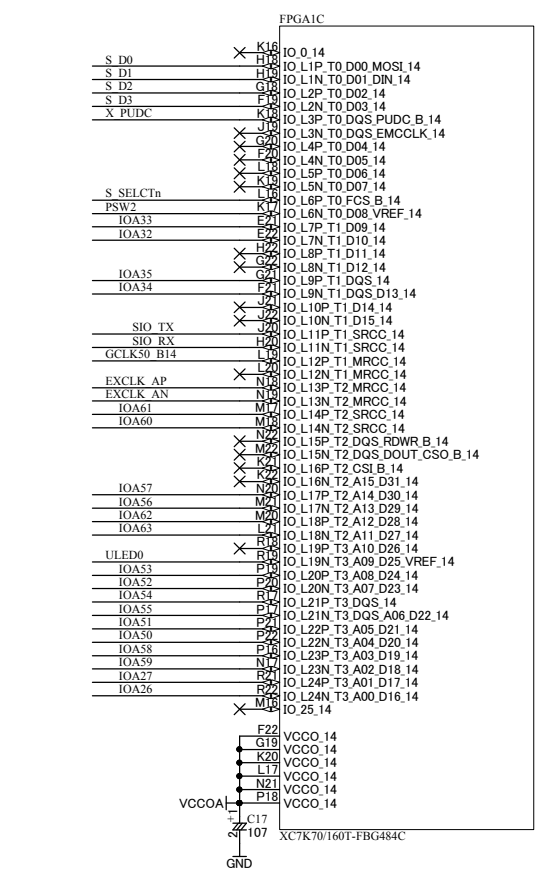 FPGA1C
K16 IO_0_14
S_D0 H18 IO_L1P_T0_D00_MOSI_14
S_D1 H19 IO_L1N_T0_D01_DIN_14
S_D2 G18 IO_L2P_T0_D02_14
S_D3 F19 IO_L2N_T0_D03_14
X_PUDC K18 IO_L3P_T0_DQS_PUDC_B_14
J19 IO_L3N_T0_DQS_EMCCLK_14
G20 IO_L4P_T0_D04_14
F20 IO_L4N_T0_D05_14
L18 IO_L5P_T0_D06_14
K19 IO_L5N_T0_D07_14
S_SELCTn L16 IO_L6P_T0_FCS_B_14
PSW2 K17 IO_L6N_T0_D08_VREF_14
IOA33 E21 IO_L7P_T1_D09_14
IOA32 E22 IO_L7N_T1_D10_14
H22 IO_L8P_T1_D11_14
G22 IO_L8N_T1_D12_14
IOA35 G21 IO_L9P_T1_DQS_14
IOA34 F21 IO_L9N_T1_DQS_D13_14
J21 IO_L10P_T1_D14_14
J22 IO_L10N_T1_D15_14
SIO_TX J20 IO_L11P_T1_SRCC_14
SIO_RX H20 IO_L11N_T1_SRCC_14
GCLK50_B14 L19 IO_L12P_T1_MRCC_14
L20 IO_L12N_T1_MRCC_14
EXCLK_AP N18 IO_L13P_T2_MRCC_14
EXCLK_AN N19 IO_L13N_T2_MRCC_14
IOA61 M17 IO_L14P_T2_SRCC_14
IOA60 M18 IO_L14N_T2_SRCC_14
N22 IO_L15P_T2_DQS_RDWR_B_14
M22 IO_L15N_T2_DQS_DOUT_CSO_B_14
K21 IO_L16P_T2_CSI_B_14
K22 IO_L16N_T2_A15_D31_14
IOA57 N20 IO_L17P_T2_A14_D30_14
IOA56 M21 IO_L17N_T2_A13_D29_14
IOA62 M20 IO_L18P_T2_A12_D28_14
IOA63 L21 IO_L18N_T2_A11_D27_14
R18 IO_L19P_T3_A10_D26_14
ULED0 R19 IO_L19N_T3_A09_D25_VREF_14
IOA53 P19 IO_L20P_T3_A08_D24_14
IOA52 P20 IO_L20N_T3_A07_D23_14
IOA54 R17 IO_L21P_T3_DQS_14
IOA55 P17 IO_L21N_T3_DQS_A06_D22_14
IOA51 P21 IO_L22P_T3_A05_D21_14
IOA50 P22 IO_L22N_T3_A04_D20_14
IOA58 P16 IO_L23P_T3_A03_D19_14
IOA59 N17 IO_L23N_T3_A02_D18_14
IOA27 R21 IO_L24P_T3_A01_D17_14
IOA26 R22 IO_L24N_T3_A00_D16_14
M16 IO_25_14
F22 VCCO_14
G19 VCCO_14
K20 VCCO_14
L17 VCCO_14
N21 VCCO_14
VCCOA P18 VCCO_14
+ 1 C17
2 107
XC7K70/160T-FBG484C
GND